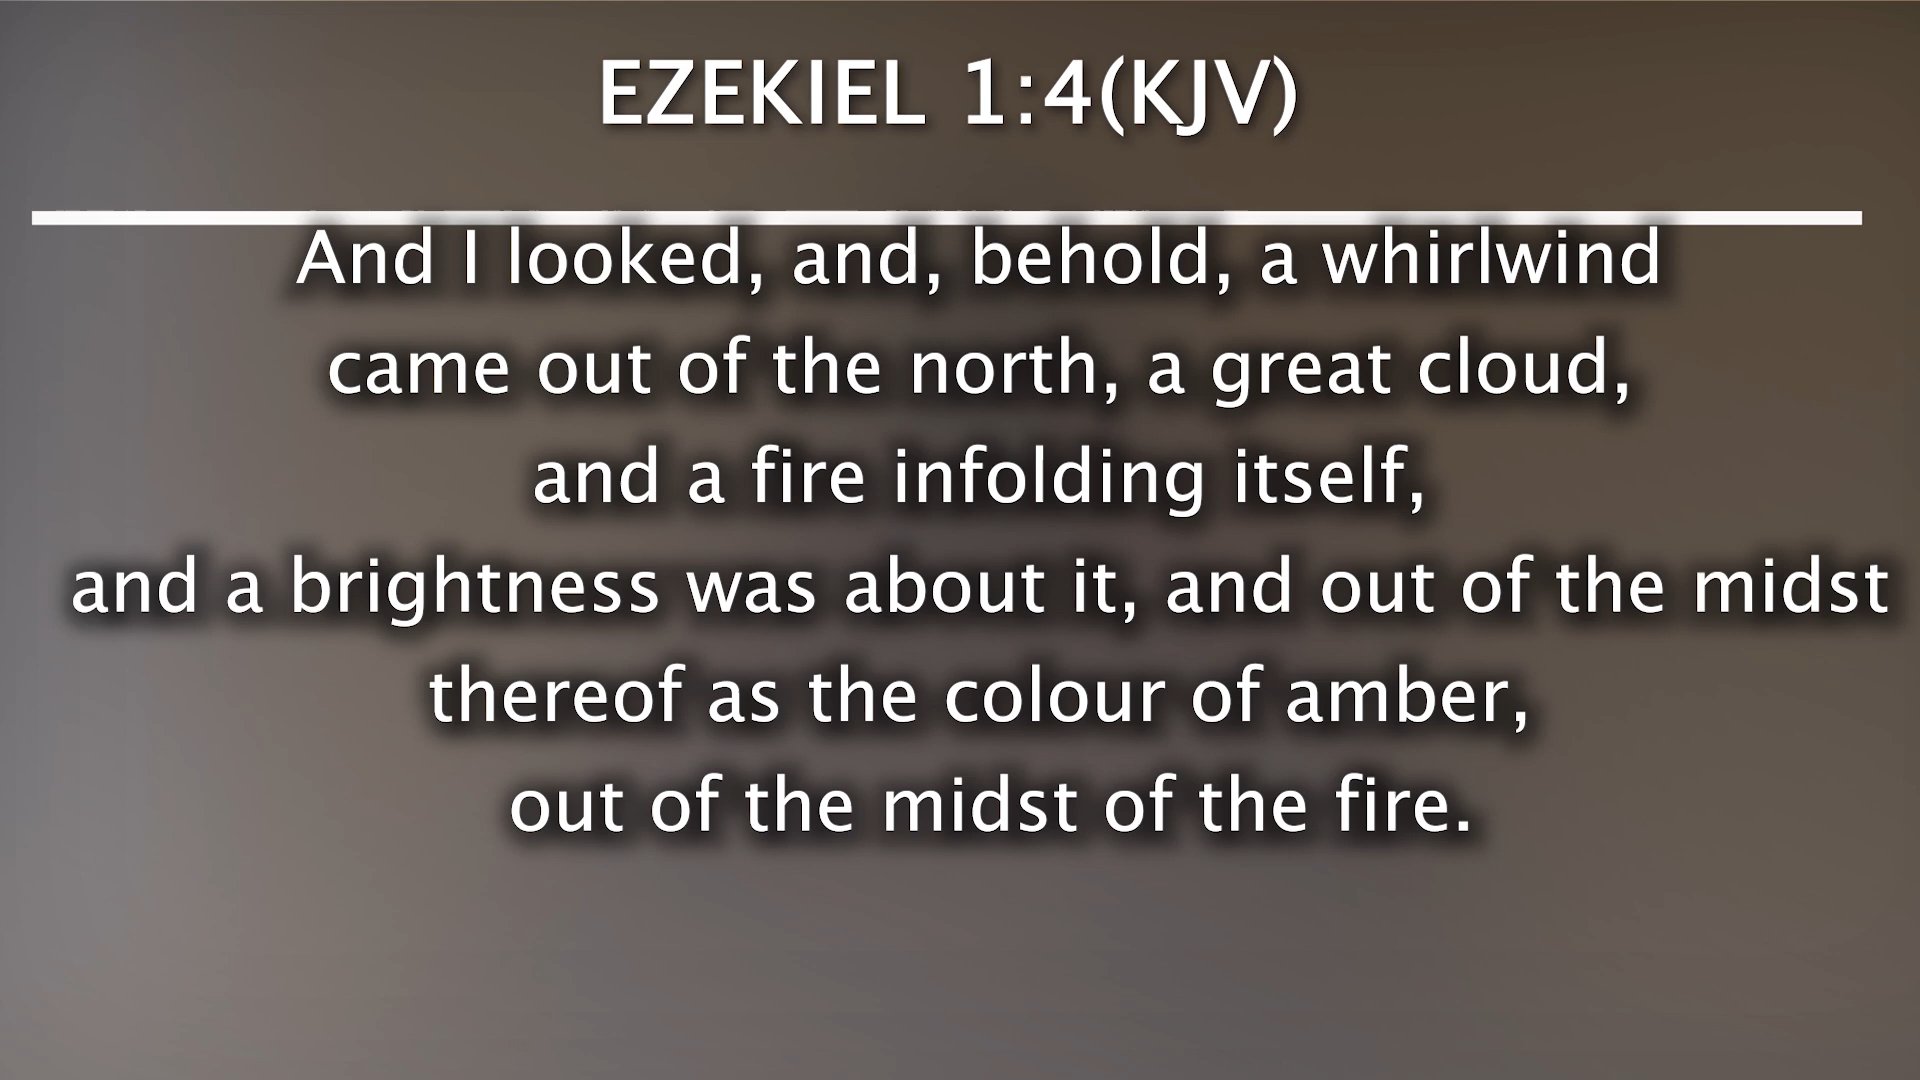 EZEKIEL 1:4(KJV)
And I looked, and, behold, a whirlwind
came out of the north, a great cloud,
and a fire infolding itself,
and a brightness was about it, and out of the midst
thereof as the colour of amber,
out of the midst of the fire.